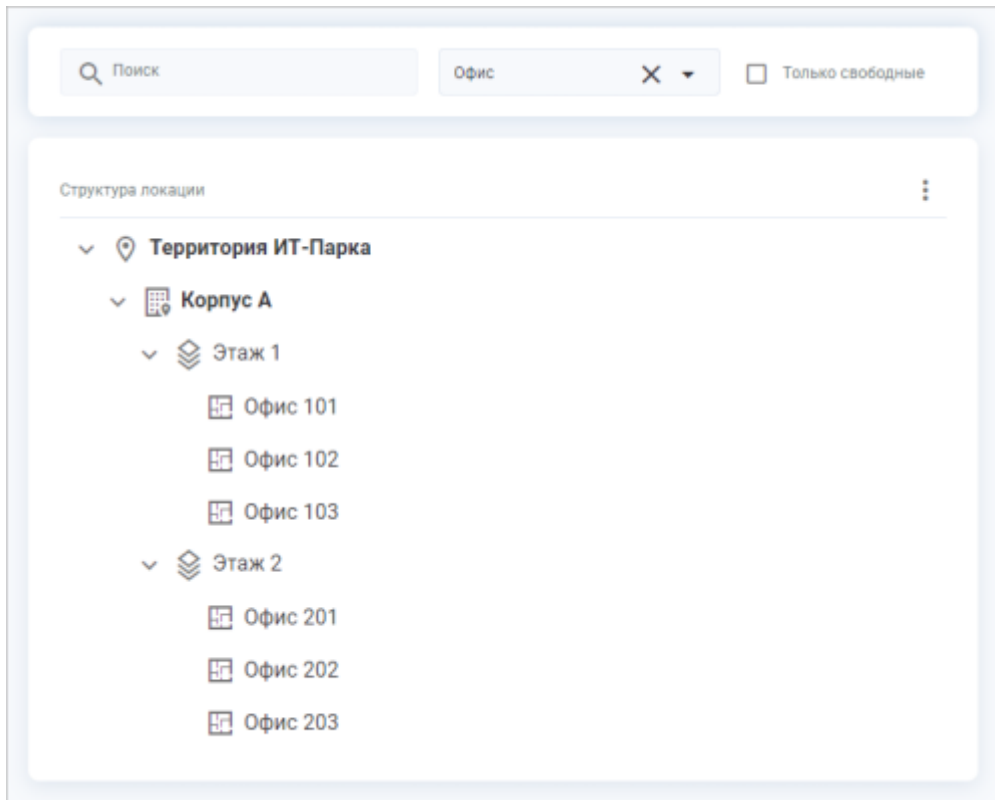 Поиск
Офис
Только свободные
Структура локации
Территория ИТ-Парка
Корпус А
Этаж 1
Офис 101
Офис 102
Офис 103
Этаж 2
Офис 201
Офис 202
Офис 203